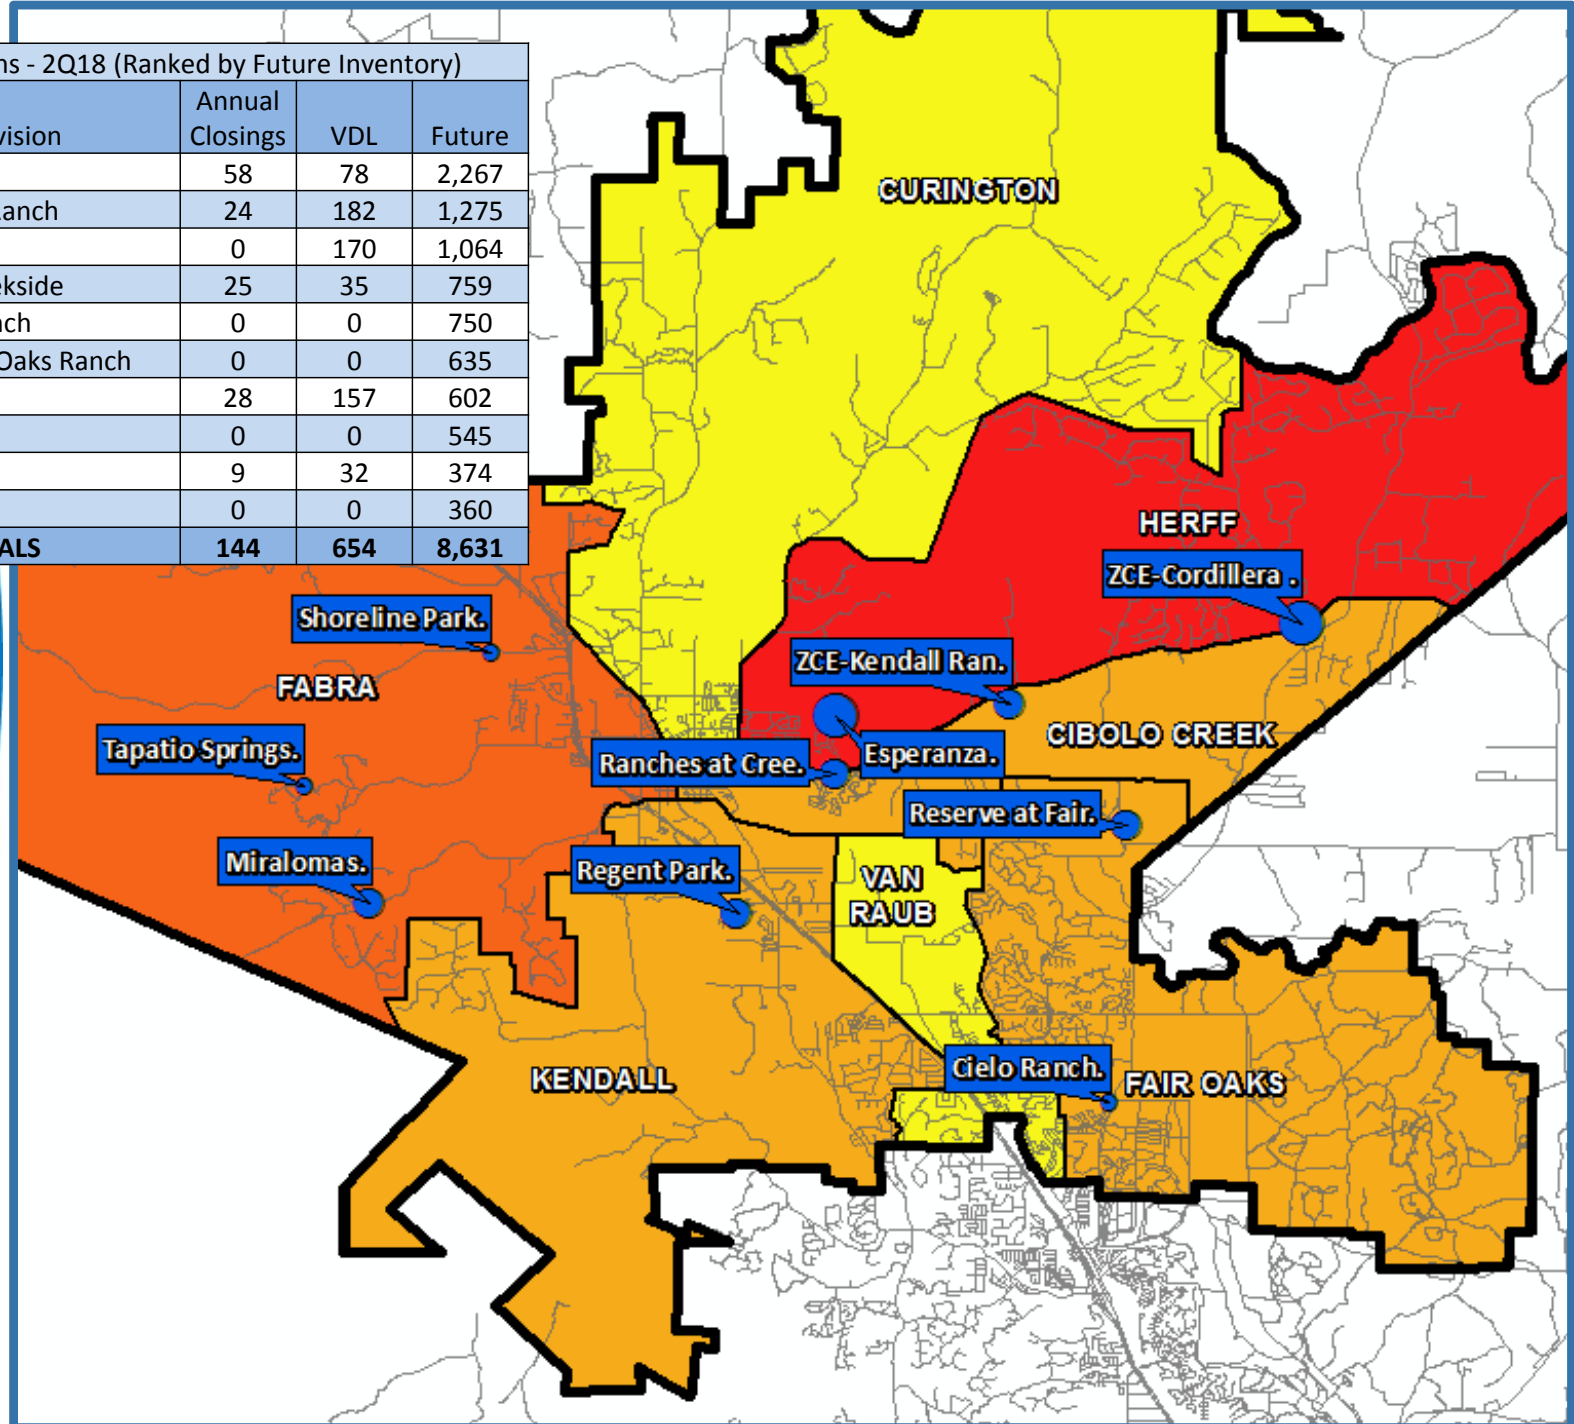 ns - 2Q18 (Ranked by Future Inventory)
vision Annual Closings VDL Future
58 78 2,267
Ranch 24 182 1,275
0 170 1,064
ekside 25 35 759
nch 0 0 750
Oaks Ranch 0 0 635
28 157 602
0 0 545
9 32 374
0 0 360
ALS 144 654 8,631
CURINGTON
HERFF
ZCE-Cordillera .
Shoreline Park.
ZCE-Kendall Ran.
FABRA
CIBOLO CREEK
Tapatio Springs.
Ranches at Cree.
Esperanza.
Reserve at Fair.
Miralomas.
Regent Park.
VAN
RAUB
Cielo Ranch.
KENDALL
FAIR OAKS